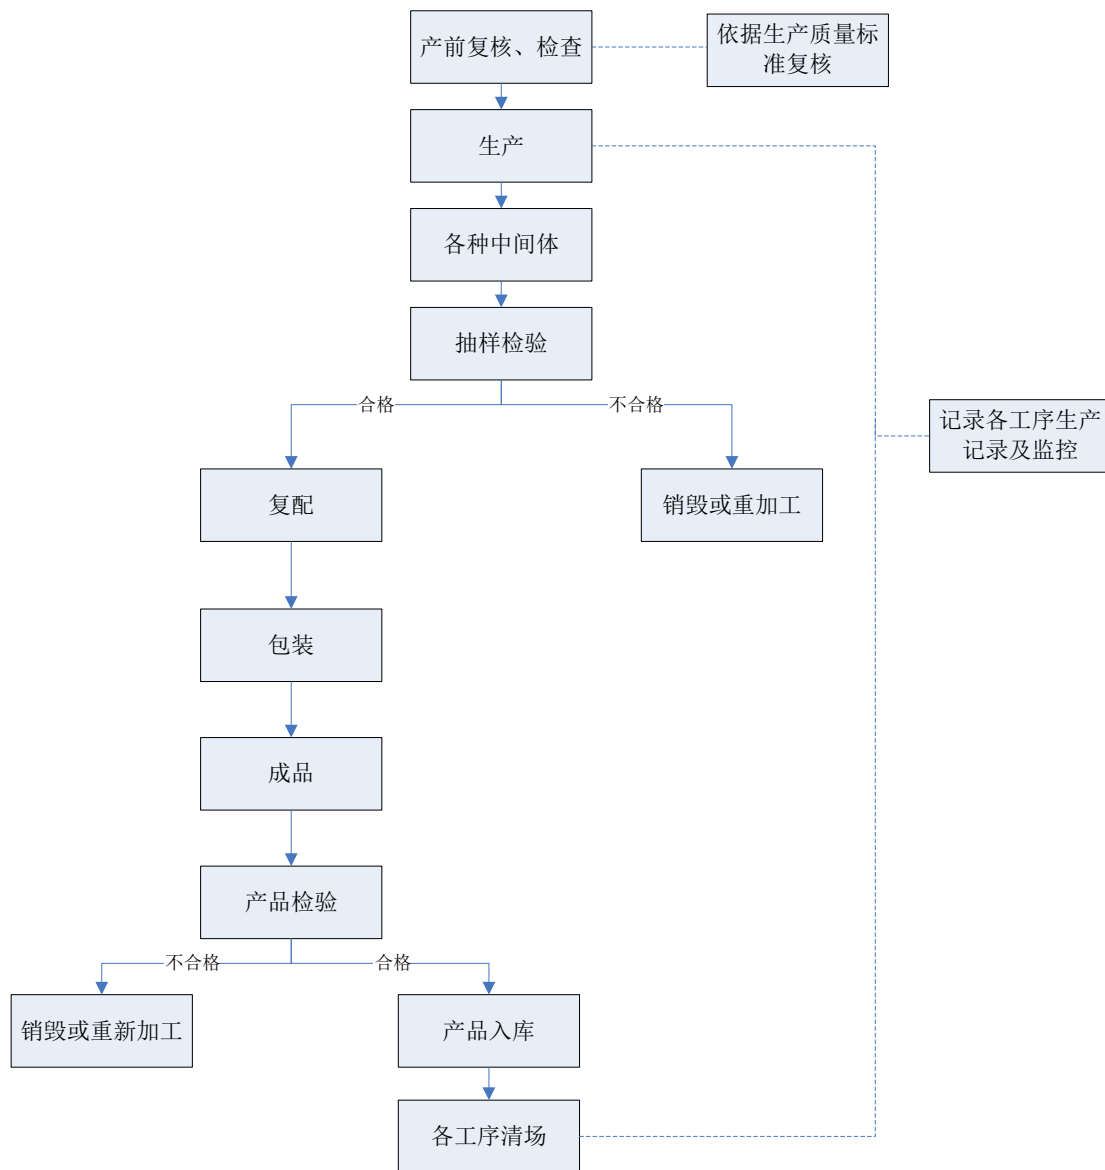 产前复核、检查
依据生产质量标
准复核
生产
各种中间体
抽样检验
合格
不合格
记录各工序生产
记录及监控
复配
销毁或重加工
包装
成品
产品检验
不合格
合格
销毁或重新加工
产品入库
各工序清场